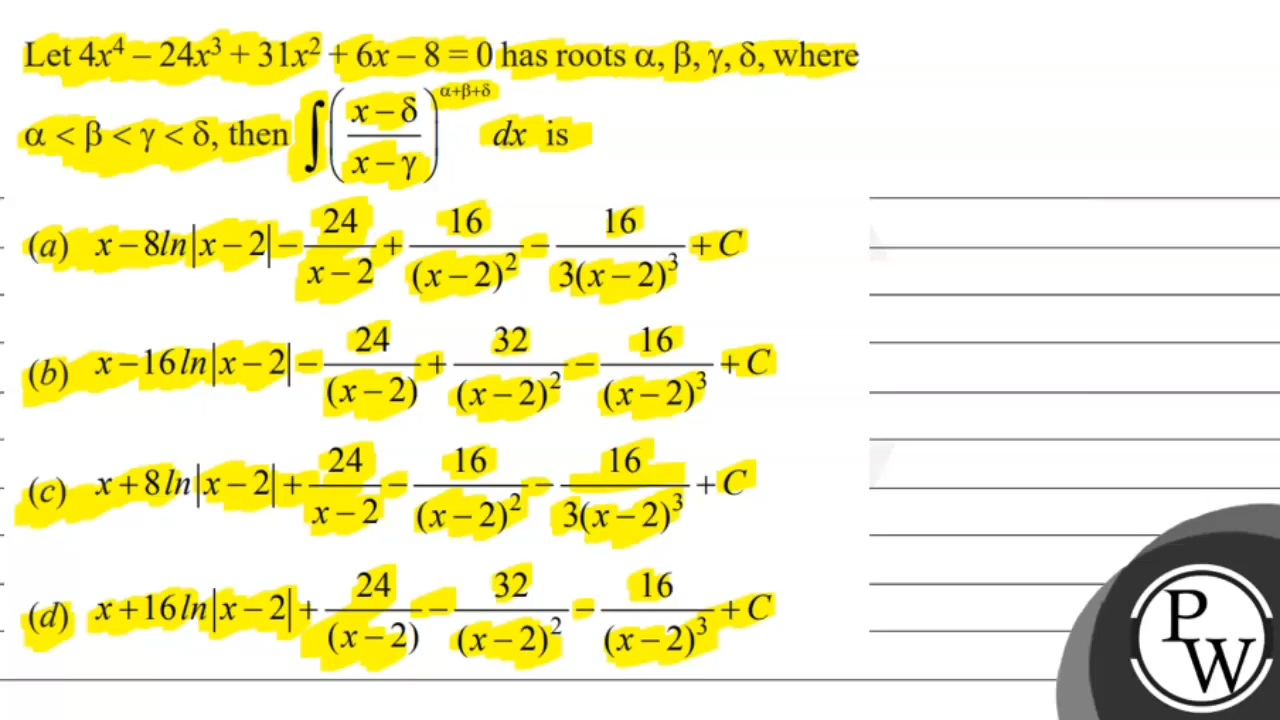 Let 4x⁴ – 24x³ + 31x² + 6x – 8 = 0 has roots α, β, γ, δ, where
α < β < γ < δ, then ∫((x – δ)/(x – γ))^(α+β+δ) dx is
(a) x – 8ln|x – 2| – 24/(x – 2) + 16/(x – 2)² – 16/3(x – 2)³ + C
(b) x – 16ln|x – 2| – 24/(x – 2) + 32/(x – 2)² – 16/(x – 2)³ + C
(c) x + 8ln|x – 2| + 24/(x – 2) – 16/(x – 2)² – 16/3(x – 2)³ + C
(d) x + 16ln|x – 2| + 24/(x – 2) – 32/(x – 2)² – 16/(x – 2)³ + C
PW